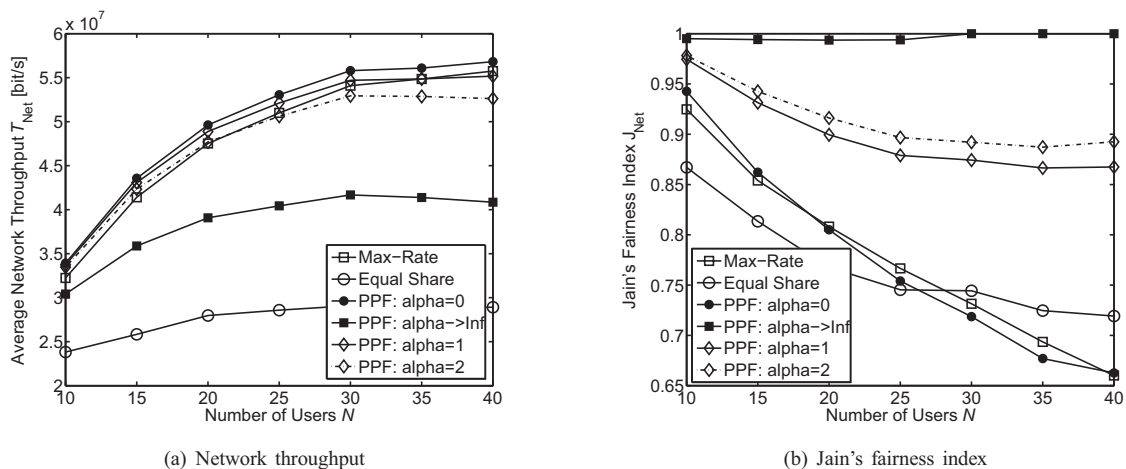 6 x 10^7
5.5
5
4.5
4
3.5
3
2.5
2
Average Network Throughput T_Net [bit/s]
10 15 20 25 30 35 40
Number of Users N
Max−Rate
Equal Share
PPF: alpha=0
PPF: alpha−>Inf
PPF: alpha=1
PPF: alpha=2
(a) Network throughput
1
0.95
0.9
0.85
0.8
0.75
0.7
0.65
Jain's Fairness Index J_Net
10 15 20 25 30 35 40
Number of Users N
Max−Rate
Equal Share
PPF: alpha=0
PPF: alpha−>Inf
PPF: alpha=1
PPF: alpha=2
(b) Jain's fairness index